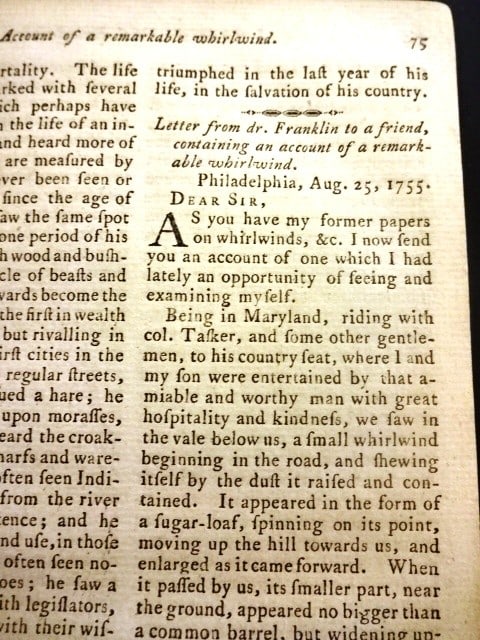 Account of a remarkable whirlwind. 75
rtality. The life
rked with ſeveral
ich perhaps have
n the life of an in-
and heard more of
are meaſured by
ver been ſeen or
ſince the age of
ſaw the ſame ſpot
one period of his
h wood and buſh-
cle of beaſts and
wards become the
the firſt in wealth
but rivalling in
irſt cities in the
regular ſtreets,
ued a hare; he
upon moraſſes,
eard the croak-
harfs and ware-
often ſeen Indi-
from the river
ence; and he
nd uſe, in thoſe
often ſeen no-
oes; he ſaw a
ith legiſlators,
with their wiſ-
triumphed in the laſt year of his
life, in the ſalvation of his country.
Letter from dr. Franklin to a friend,
containing an account of a remark-
able whirlwind.
Philadelphia, Aug. 25, 1755.
DEAR SIR,
AS you have my former papers
on whirlwinds, &c. I now ſend
you an account of one which I had
lately an opportunity of ſeeing and
examining myſelf.
Being in Maryland, riding with
col. Taſker, and ſome other gentle-
men, to his country ſeat, where I and
my ſon were entertained by that a-
miable and worthy man with great
hoſpitality and kindneſs, we ſaw in
the vale below us, a ſmall whirlwind
beginning in the road, and ſhewing
itſelf by the duſt it raiſed and con-
tained. It appeared in the form of
a ſugar-loaf, ſpinning on its point,
moving up the hill towards us, and
enlarged as it came forward. When
it paſſed by us, its ſmaller part, near
the ground, appeared no bigger than
a common barrel, but widening up-